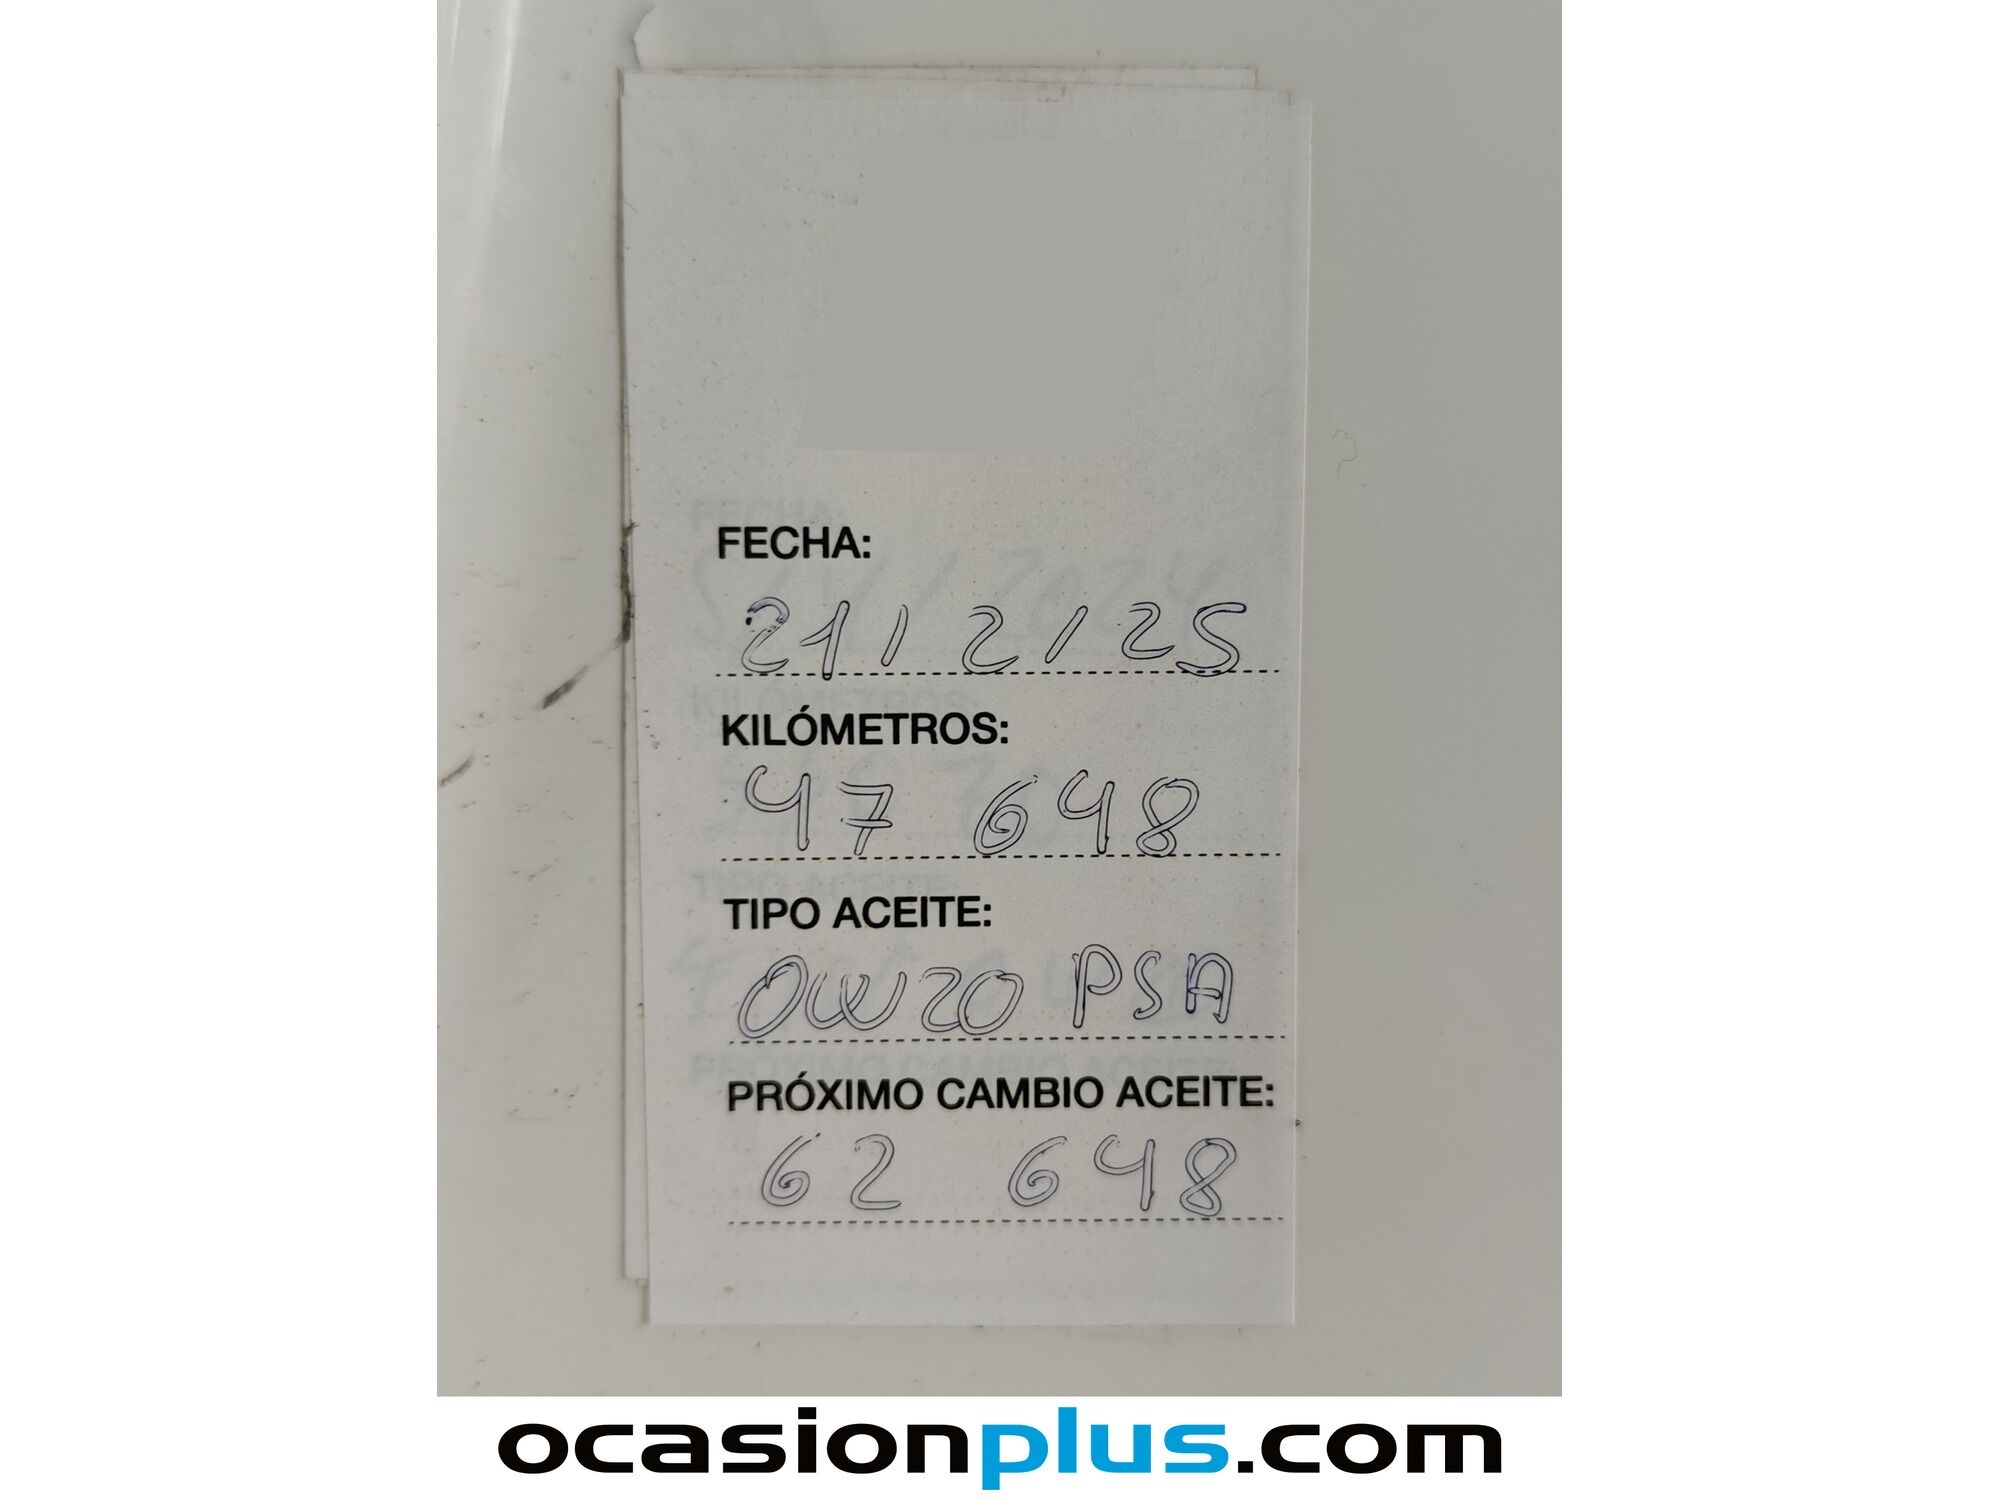 FECHA:
21/2/25
KILÓMETROS:
47 648
TIPO ACEITE:
0W20 PSA
PRÓXIMO CAMBIO ACEITE:
62 648
ocasionplus.com